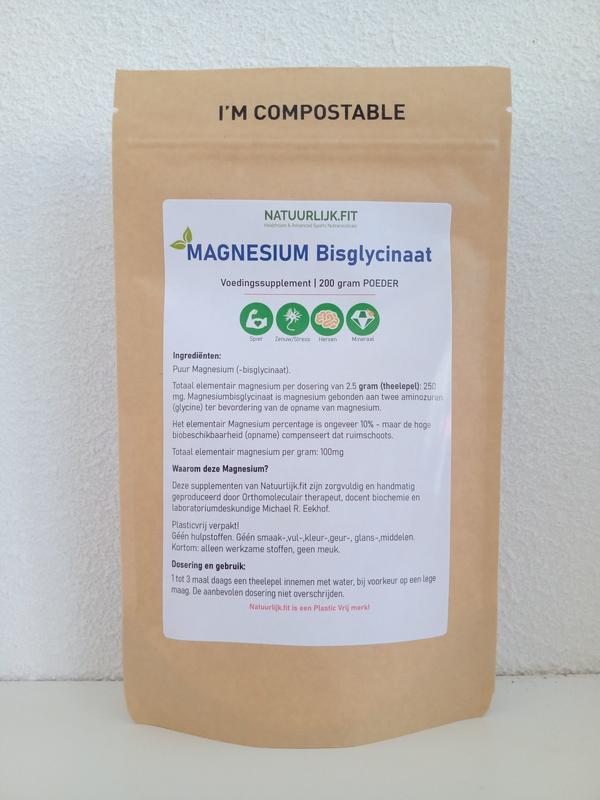 I'M COMPOSTABLE
NATUURLIJK.FIT
Healthcare & Advanced Sports Nutraceuticals
MAGNESIUM Bisglycinaat
Voedingssupplement | 200 gram POEDER
Spier Zenuw/Stress Hersen Mineraal
Ingrediënten:
Puur Magnesium (-bisglycinaat).
Totaal elementair magnesium per dosering van 2.5 gram (theelepel): 250
mg. Magnesiumbisglycinaat is magnesium gebonden aan twee aminozuren
(glycine) ter bevordering van de opname van magnesium.
Het elementair Magnesium percentage is ongeveer 10% - maar de hoge
biobeschikbaarheid (opname) compenseert dat ruimschoots.
Totaal elementair magnesium per gram: 100mg
Waarom deze Magnesium?
Deze supplementen van Natuurlijk.fit zijn zorgvuldig en handmatig
geproduceerd door Orthomoleculair therapeut, docent biochemie en
laboratoriumdeskundige Michael R. Eekhof.
Plasticvrij verpakt!
Géén hulpstoffen. Géén smaak-,vul-,kleur-,geur-, glans-,middelen.
Kortom: alleen werkzame stoffen, geen meuk.
Dosering en gebruik:
1 tot 3 maal daags een theelepel innemen met water, bij voorkeur op een lege
maag. De aanbevolen dosering niet overschrijden.
Natuurlijk.fit is een Plastic Vrij merk!